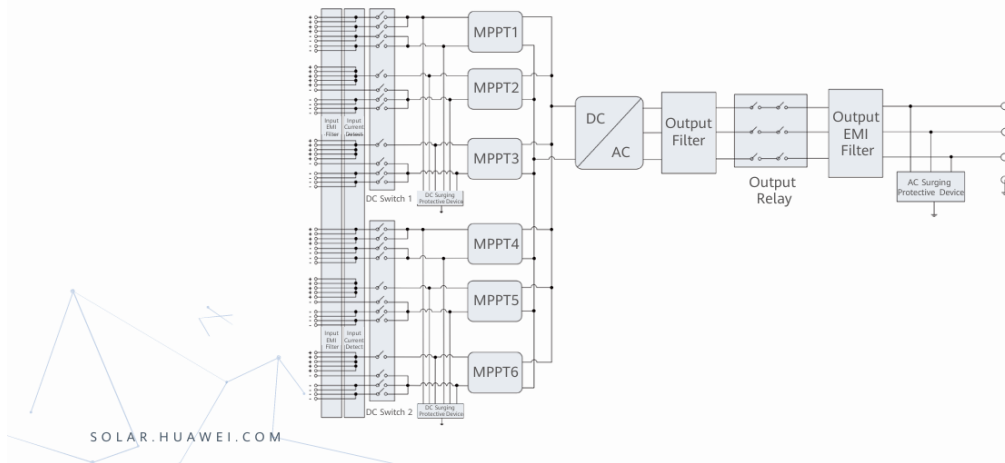 MPPT1
MPPT2
MPPT3
Input
EMI
Filter
Input
Current
Detect
DC Switch 1
DC Surging
Protective Device
MPPT4
MPPT5
MPPT6
Input
EMI
Filter
Input
Current
Detect
DC Switch 2
DC Surging
Protective Device
DC
AC
Output
Filter
Output
Relay
Output
EMI
Filter
AC Surging
Protective Device
SOLAR.HUAWEI.COM